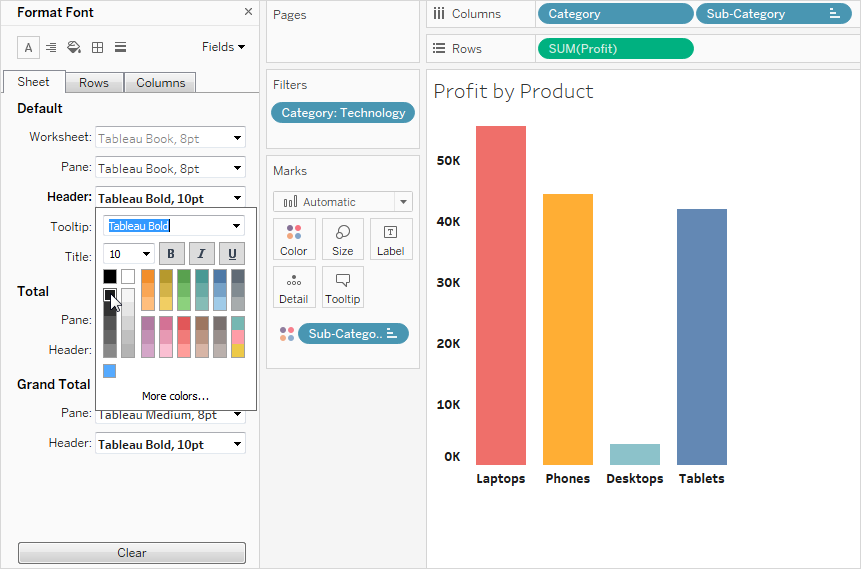 Format Font
A
Fields
Sheet
Rows
Columns
Default
Worksheet:
Tableau Book, 8pt
Pane:
Tableau Book, 8pt
Header:
Tableau Bold, 10pt
Tooltip:
Tableau Bold
Title:
10
B
I
U
Total
Pane:
Header:
More colors...
Grand Total
Pane:
Tableau Medium, 8pt
Header:
Tableau Bold, 10pt
Clear
Pages
Filters
Category: Technology
Marks
Automatic
Color
Size
T
Label
Detail
Tooltip
Sub-Catego..
Columns
Category
Sub-Category
Rows
SUM(Profit)
Profit by Product
50K
40K
30K
20K
10K
0K
Laptops
Phones
Desktops
Tablets